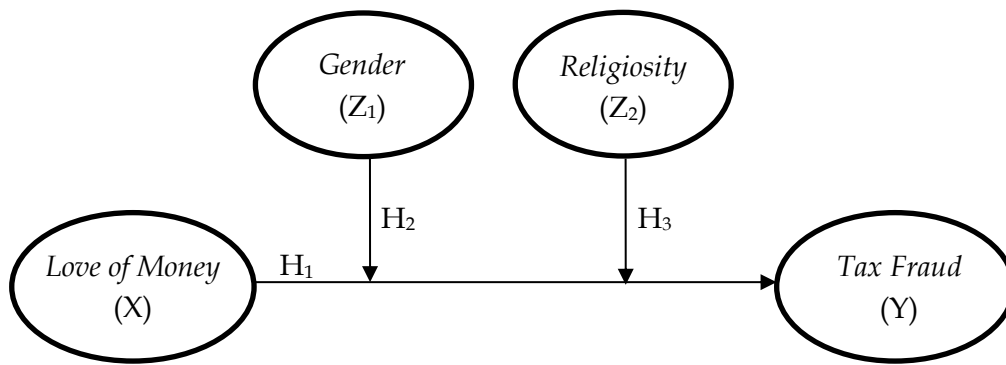 Gender
(Z₁)
Religiosity
(Z₂)
H₂
H₃
Love of Money
(X)
H₁
Tax Fraud
(Y)